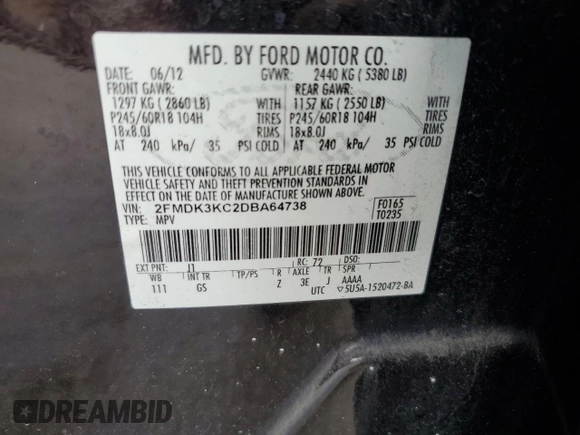 MFD. BY FORD MOTOR CO.
DATE: 06/12 GVWR: 2440 KG ( 5380 LB)
FRONT GAWR: REAR GAWR:
1297 KG ( 2860 LB) WITH 1157 KG ( 2550 LB) WITH
P245/60R18 104H TIRES P245/60R18 104H TIRES
18x8.0J RIMS 18x8.0J RIMS
AT 240 kPa/ 35 PSI COLD AT 240 kPa/ 35 PSI COLD
THIS VEHICLE CONFORMS TO ALL APPLICABLE FEDERAL MOTOR
VEHICLE SAFETY AND THEFT PREVENTION STANDARDS IN
EFFECT ON THE DATE OF MANUFACTURE SHOWN ABOVE.
VIN: 2FMDK3KC2DBA64738 F0165
TYPE: MPV T0235
EXT PNT: J1 RC: 72 DSO:
WB INT TR TP/PS R AXLE TR SPR
111 GS Z 3E J AAAA
UTC ▽5U5A-1520472-BA
DREAMBID